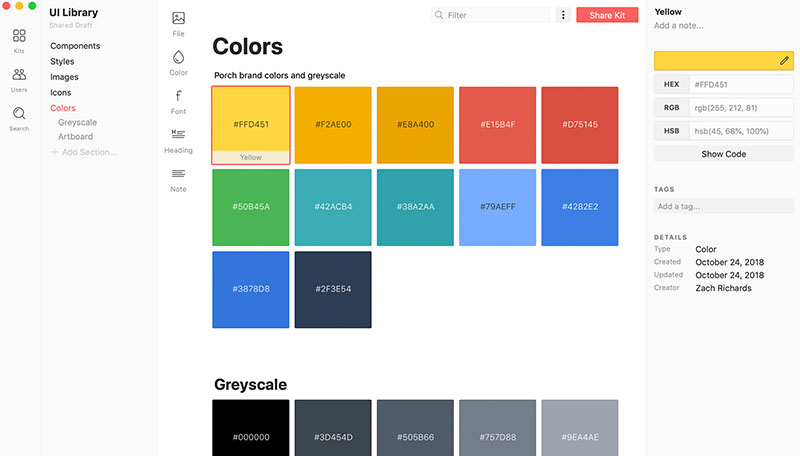 UI Library
Shared Draft
Kits
Users
Search
Components
Styles
Images
Icons
Colors
Greyscale
Artboard
+ Add Section...
File
Color
f
Font
H
Heading
Note
Filter
Share Kit
Colors
Porch brand colors and greyscale
#FFD451
Yellow
#F2AE00
#E8A400
#E15B4F
#D75145
#50B45A
#42ACB4
#38A2AA
#79AEFF
#4282E2
#3878D8
#2F3E54
Greyscale
#000000
#3D454D
#505B66
#757D88
#9EA4AE
Yellow
Add a note...
HEX #FFD451
RGB rgb(255, 212, 81)
HSB hsb(45, 68%, 100%)
Show Code
TAGS
Add a tag...
DETAILS
Type Color
Created October 24, 2018
Updated October 24, 2018
Creator Zach Richards